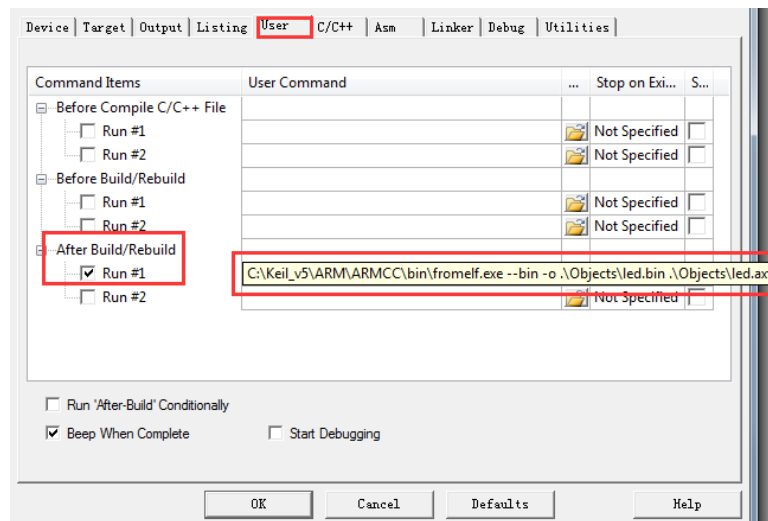 Device Target Output Listing User C/C++ Asm Linker Debug Utilities
Command Items User Command ... Stop on Exi... S...
Before Compile C/C++ File
Run #1 Not Specified
Run #2 Not Specified
Before Build/Rebuild
Run #1 Not Specified
Run #2 Not Specified
After Build/Rebuild
Run #1 C:\Keil_v5\ARM\ARMCC\bin\fromelf.exe --bin -o .\Objects\led.bin .\Objects\led.ax
Run #2 Not Specified
Run 'After-Build' Conditionally
Beep When Complete Start Debugging
OK Cancel Defaults Help